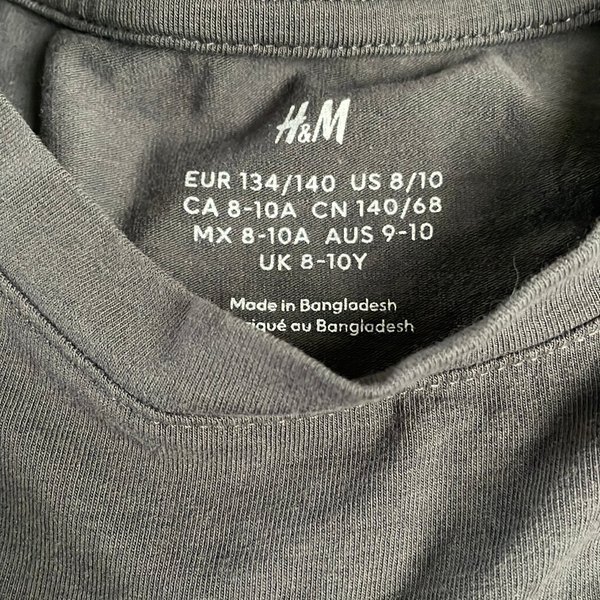 H&M
EUR 134/140 US 8/10
CA 8-10A CN 140/68
MX 8-10A AUS 9-10
UK 8-10Y
Made in Bangladesh
au Bangladesh